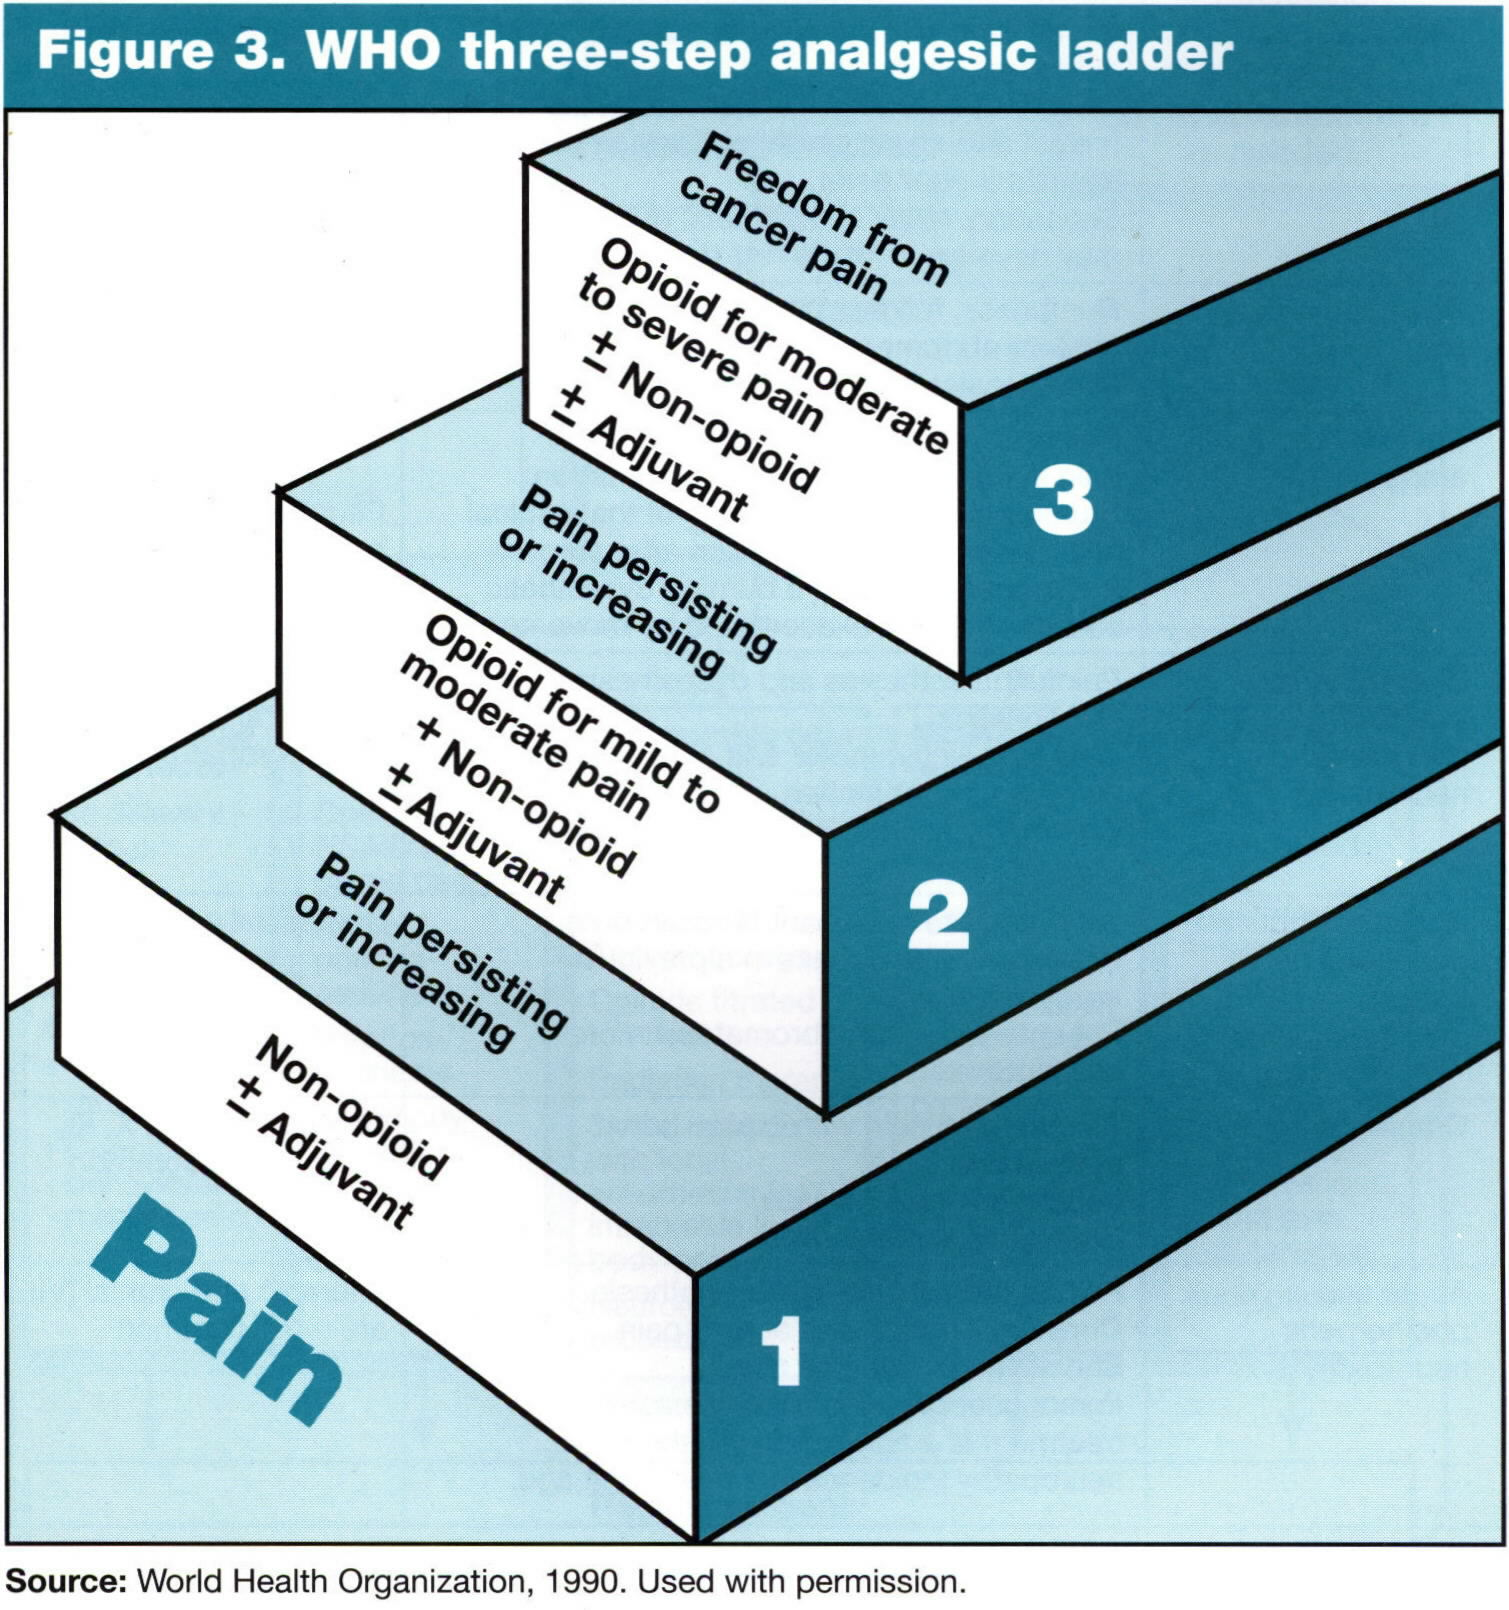 Figure 3. WHO three-step analgesic ladder
Freedom from
cancer pain
Opioid for moderate
to severe pain
± Non-opioid
± Adjuvant
3
Pain persisting
or increasing
Opioid for mild to
moderate pain
+ Non-opioid
± Adjuvant
2
Pain persisting
or increasing
Non-opioid
± Adjuvant
1
Pain
Source: World Health Organization, 1990. Used with permission.